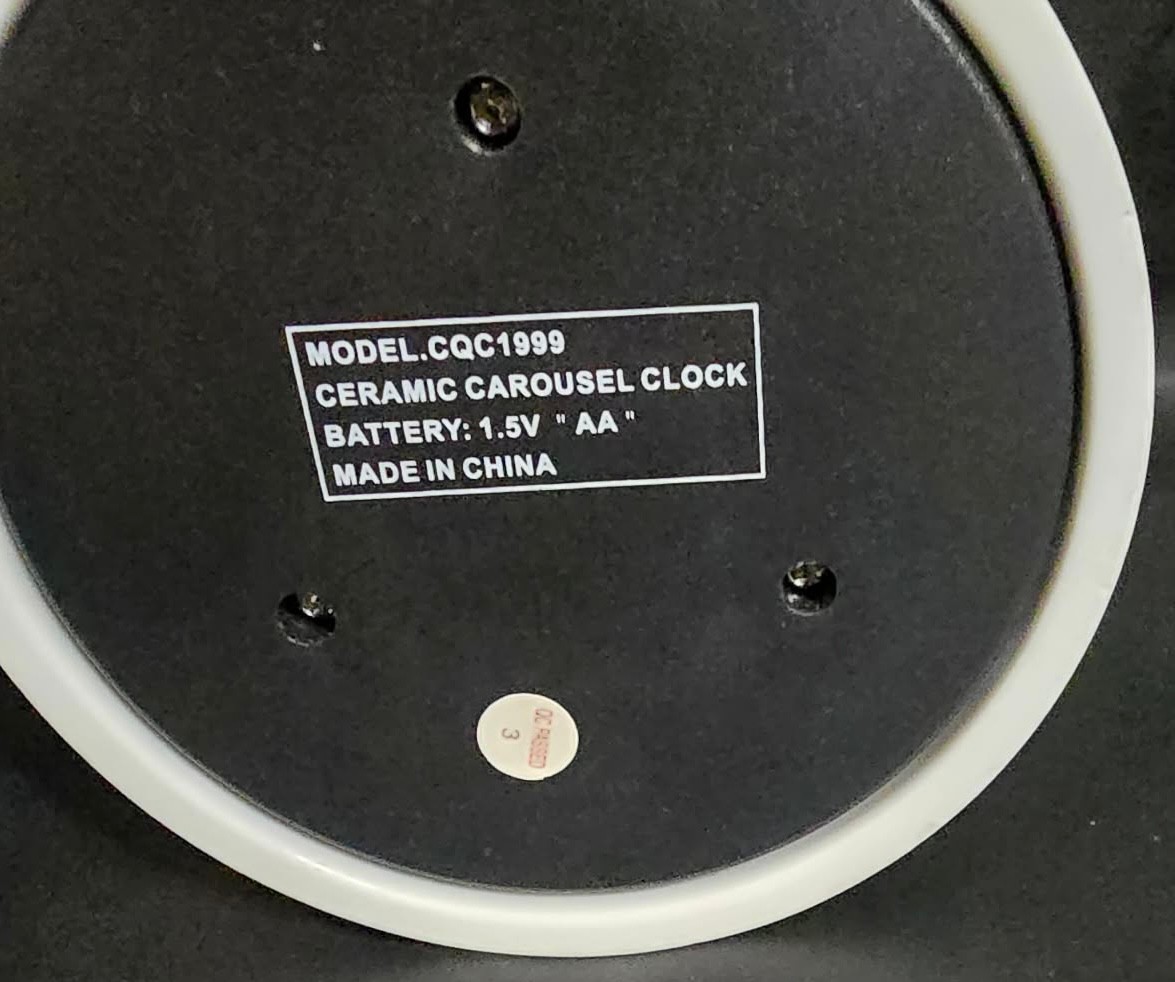 MODEL.CQC1999
CERAMIC CAROUSEL CLOCK
BATTERY: 1.5V " AA "
MADE IN CHINA
QC PASSED
3